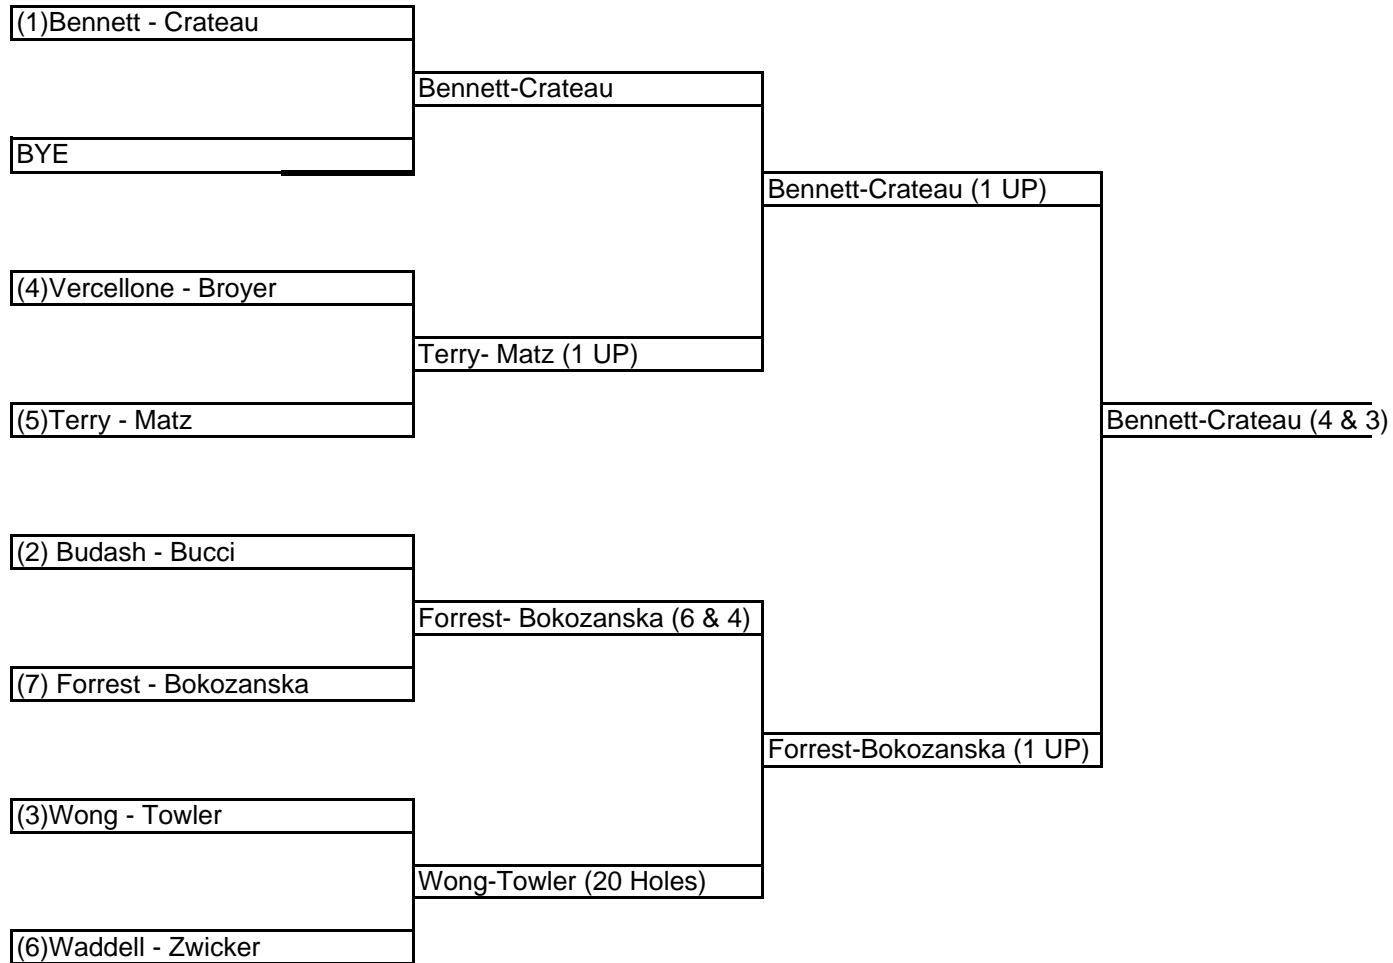 (1)Bennett - Crateau
Bennett-Crateau
BYE
Bennett-Crateau (1 UP)
(4)Vercellone - Broyer
Terry- Matz (1 UP)
(5)Terry - Matz
Bennett-Crateau (4 & 3)
(2) Budash - Bucci
Forrest- Bokozanska (6 & 4)
(7) Forrest - Bokozanska
Forrest-Bokozanska (1 UP)
(3)Wong - Towler
Wong-Towler (20 Holes)
(6)Waddell - Zwicker